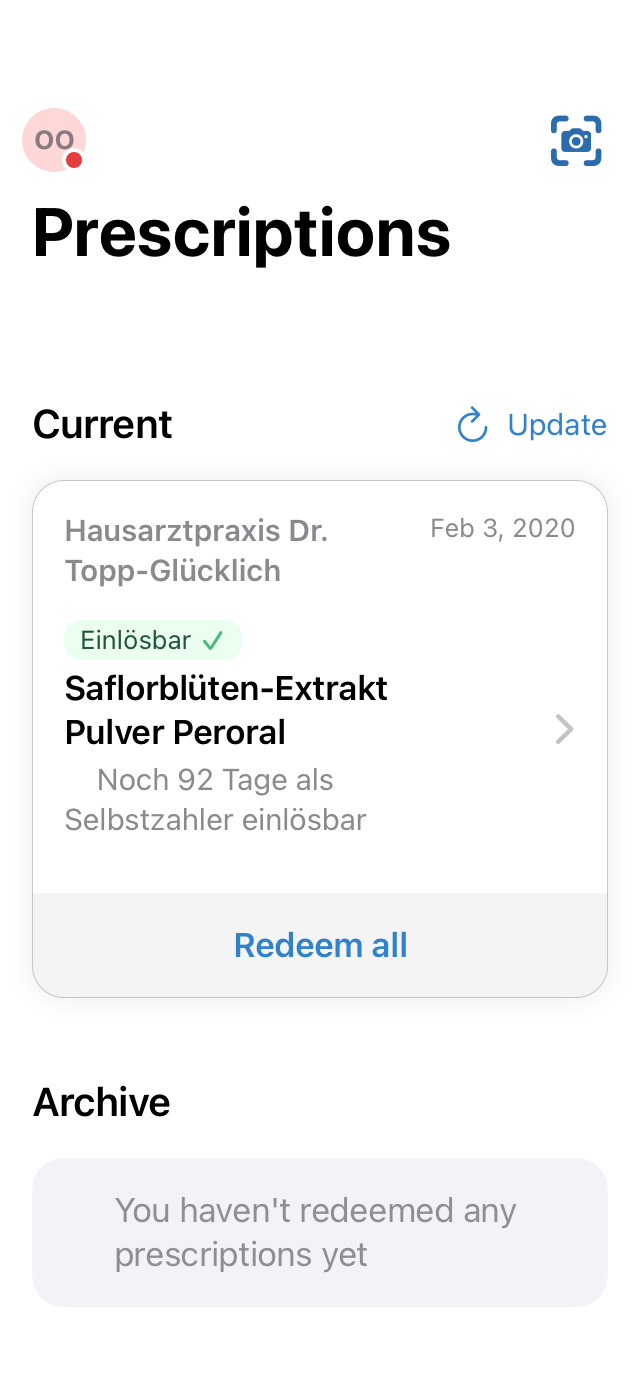 OO
Prescriptions
Current
Update
Hausarztpraxis Dr.
Topp-Glücklich
Feb 3, 2020
Einlösbar
Saflorblüten-Extrakt
Pulver Peroral
Noch 92 Tage als
Selbstzahler einlösbar
Redeem all
Archive
You haven't redeemed any
prescriptions yet